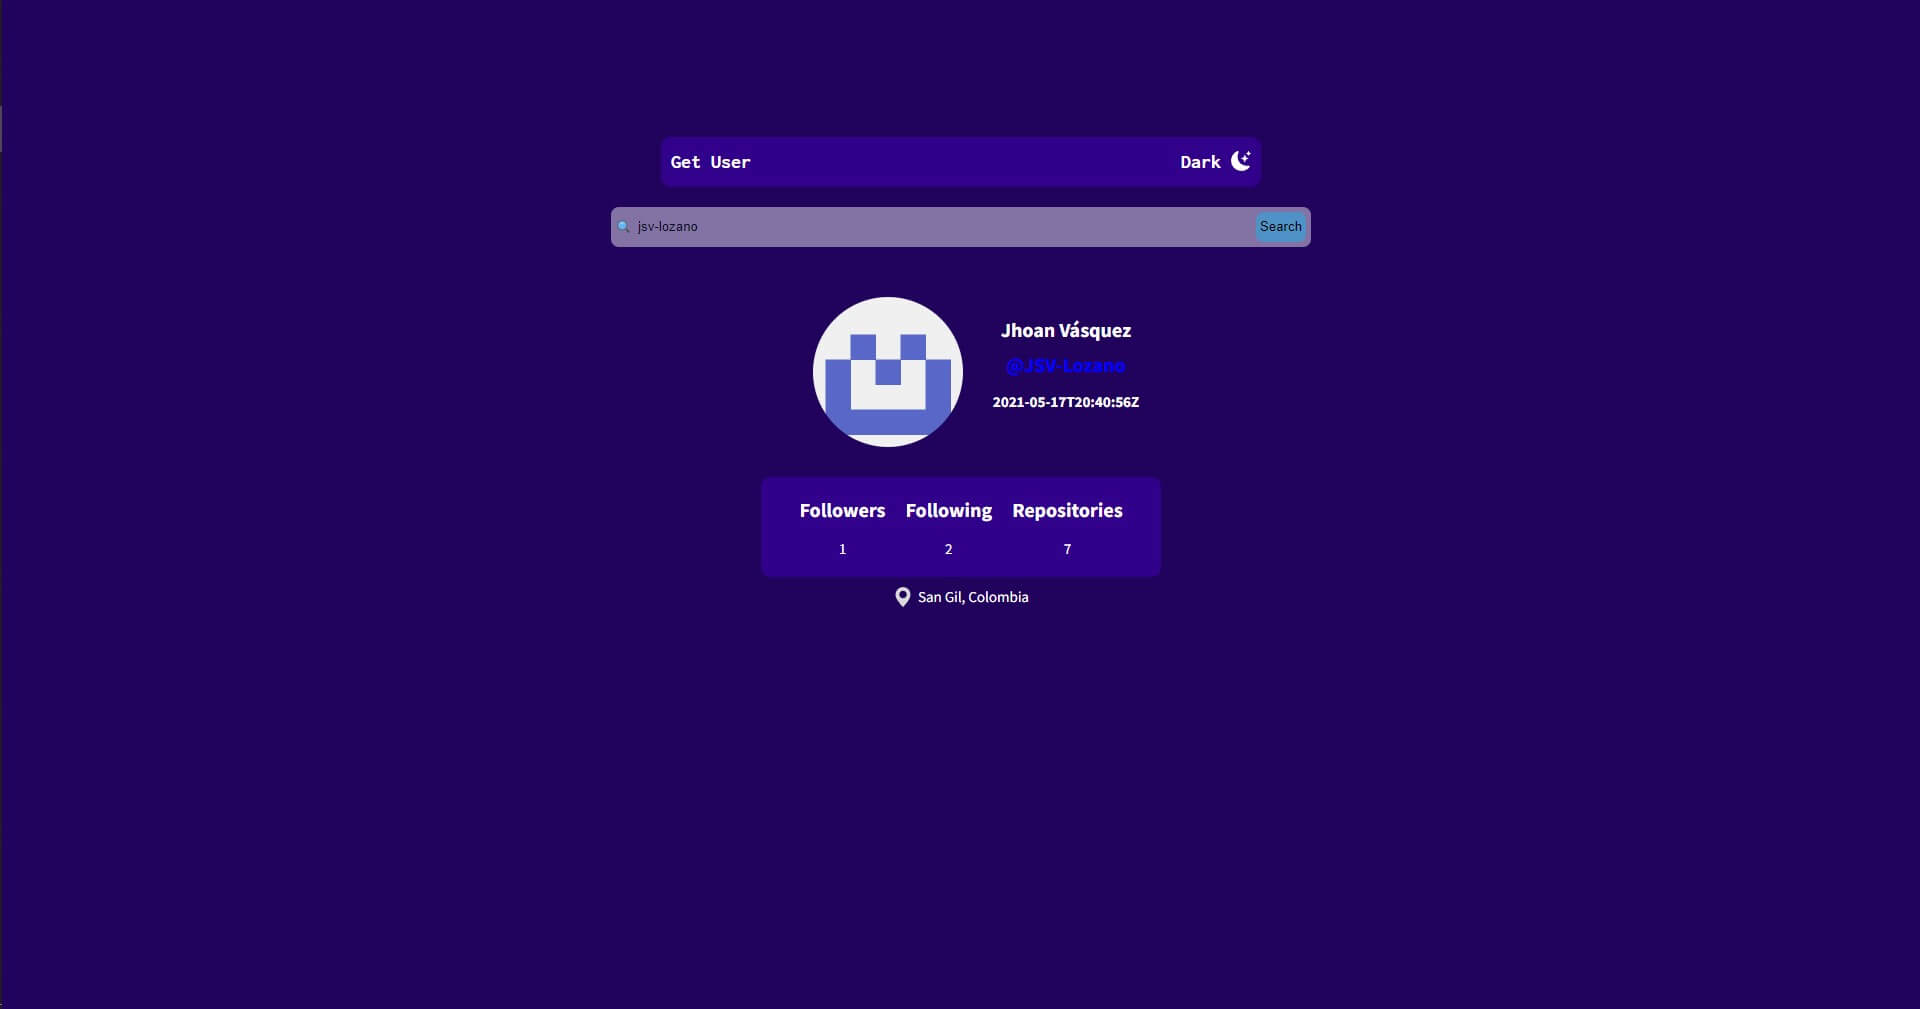 Get User Dark
jsv-lozano Search
Jhoan Vásquez
@JSV-Lozano
2021-05-17T20:40:56Z
Followers Following Repositories
1 2 7
San Gil, Colombia